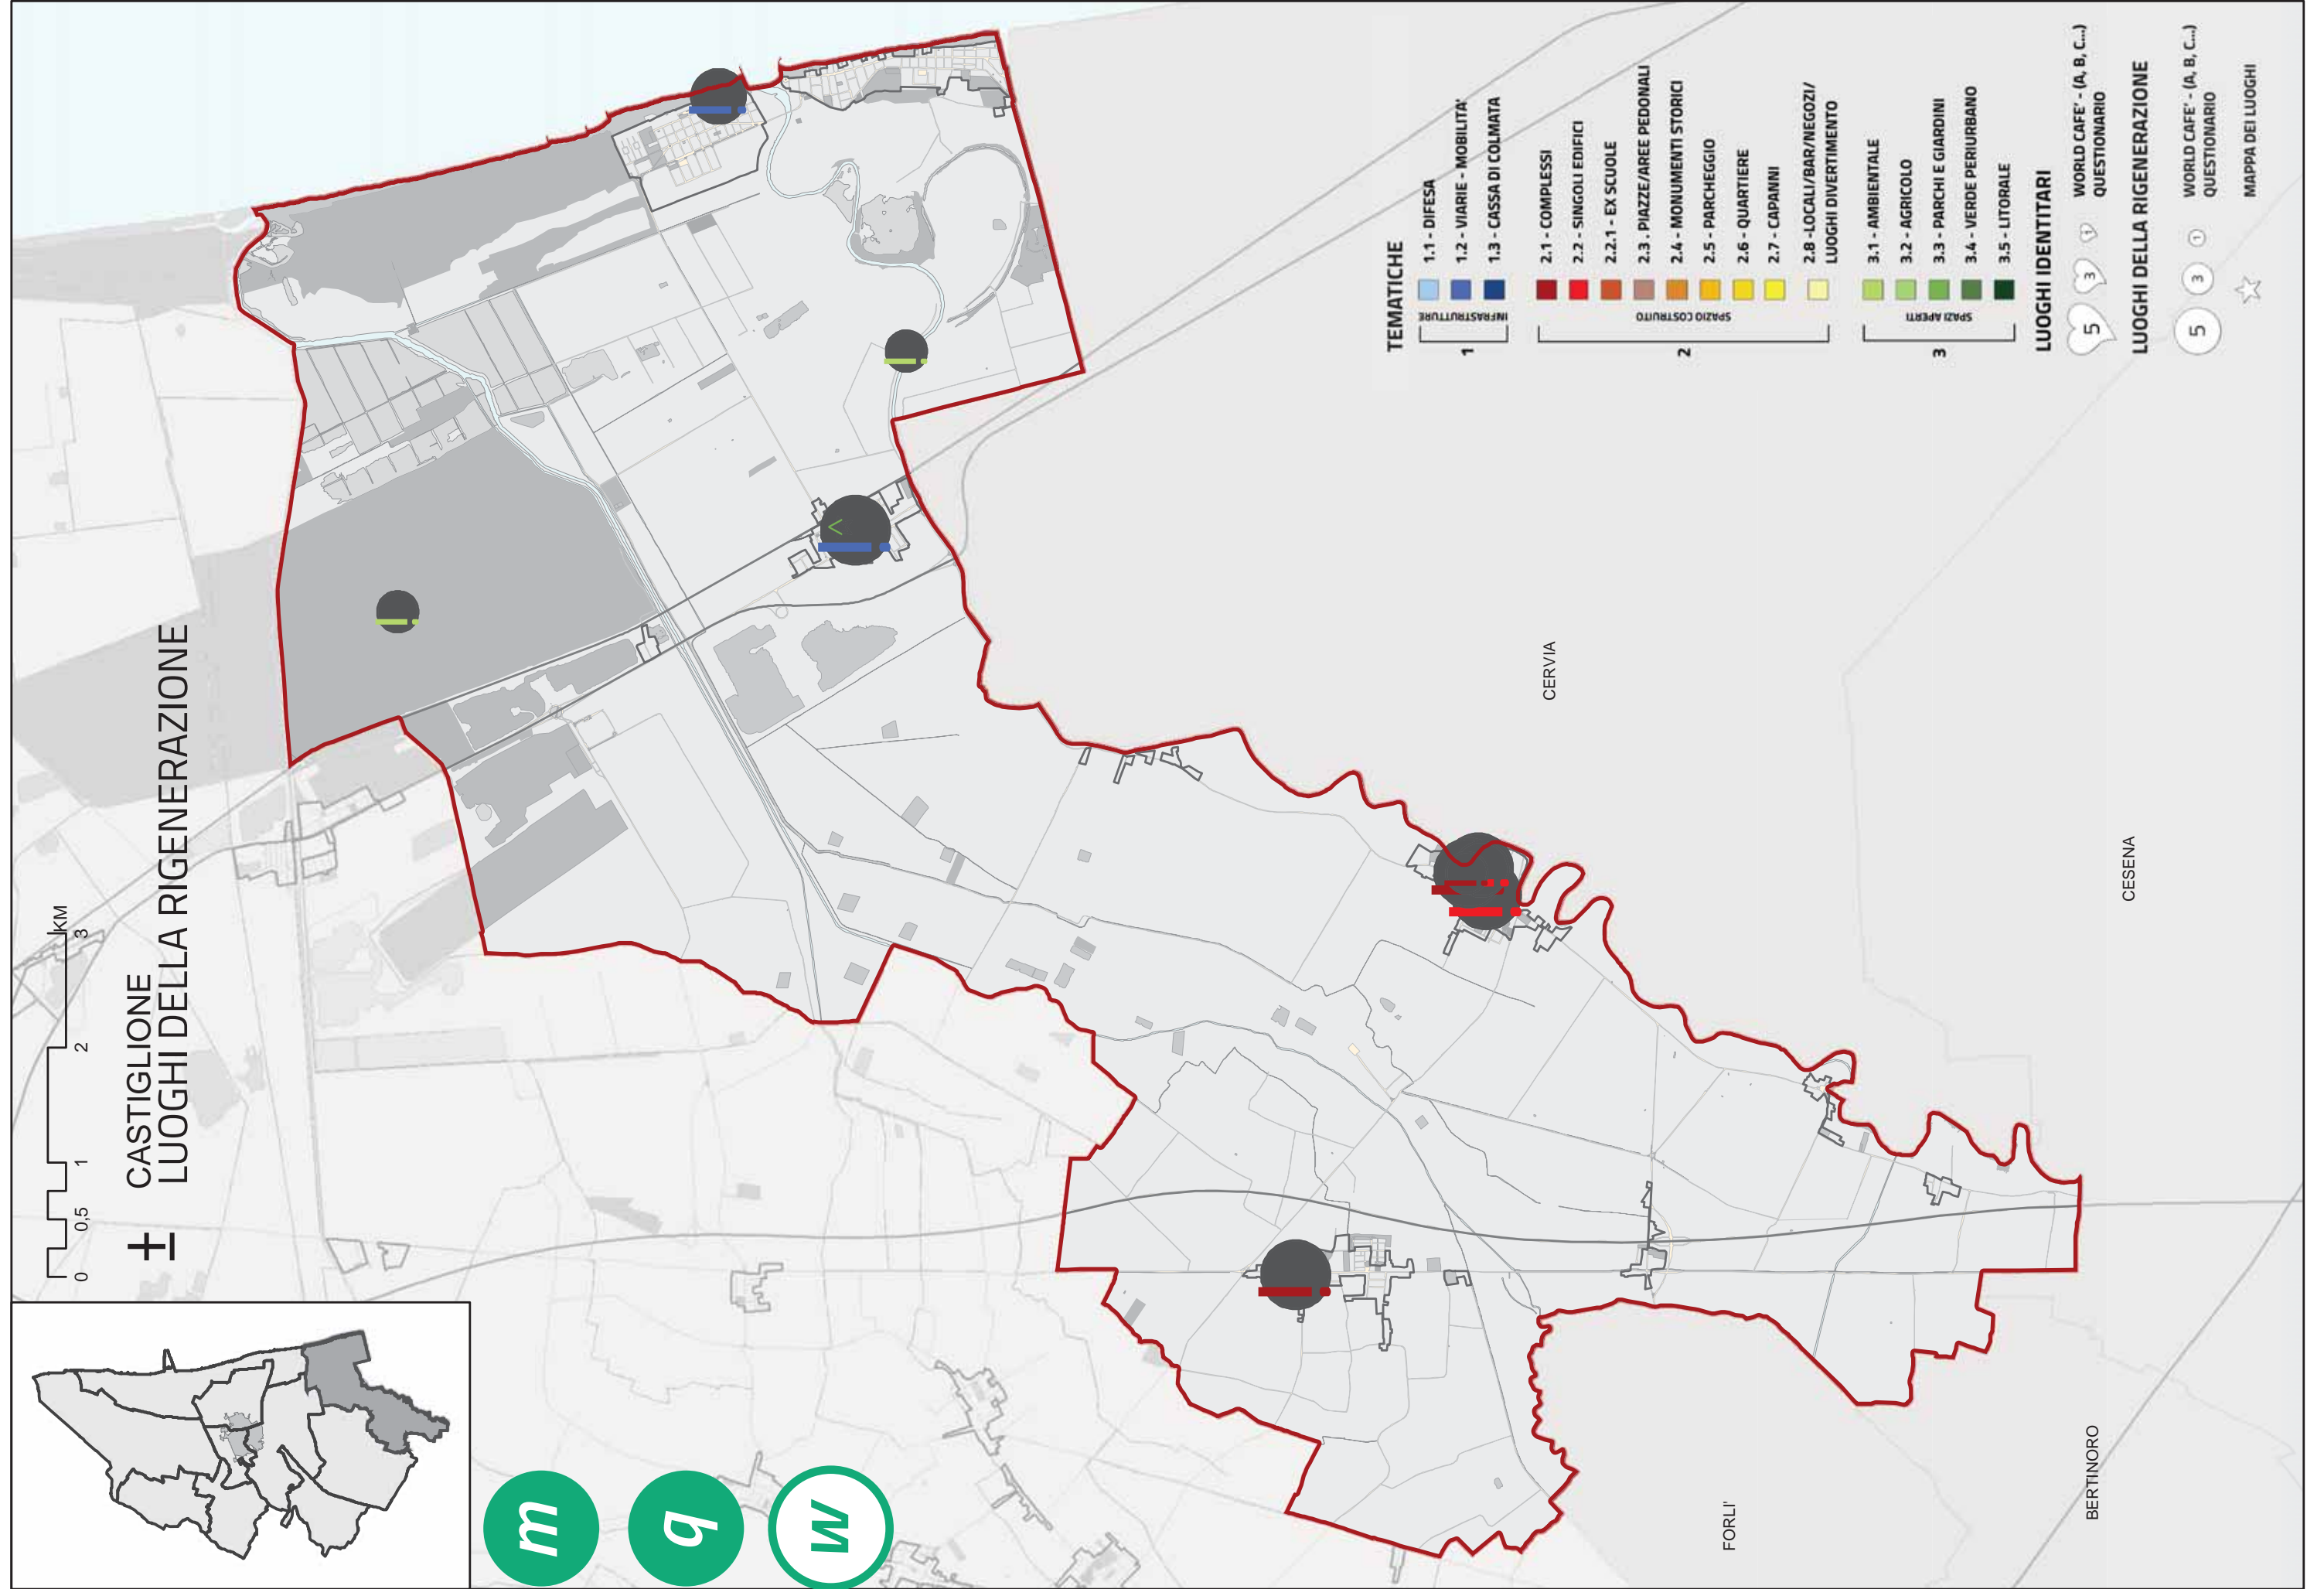 CASTIGLIONE
LUOGHI DELLA RIGENERAZIONE
±
0 0,5 1 2 3
KM
m
q
w
CERVIA
CESENA
FORLI'
BERTINORO
TEMATICHE
1
INFRASTRUTTURE
1.1 - DIFESA
1.2 - VIARIE - MOBILITA'
1.3 - CASSA DI COLMATA
2
SPAZIO COSTRUITO
2.1 - COMPLESSI
2.2 - SINGOLI EDIFICI
2.2.1 - EX SCUOLE
2.3 . PIAZZE/AREE PEDONALI
2.4 - MONUMENTI STORICI
2.5 - PARCHEGGIO
2.6 - QUARTIERE
2.7 - CAPANNI
2.8 -LOCALI/BAR/NEGOZI/
LUOGHI DIVERTIMENTO
3
SPAZI APERTI
3.1 - AMBIENTALE
3.2 - AGRICOLO
3.3 - PARCHI E GIARDINI
3.4 - VERDE PERIURBANO
3.5 - LITORALE
LUOGHI IDENTITARI
5 3 1 WORLD CAFE' - (A, B, C...)
QUESTIONARIO
LUOGHI DELLA RIGENERAZIONE
5 3 1 WORLD CAFE' - (A, B, C...)
QUESTIONARIO
MAPPA DEI LUOGHI